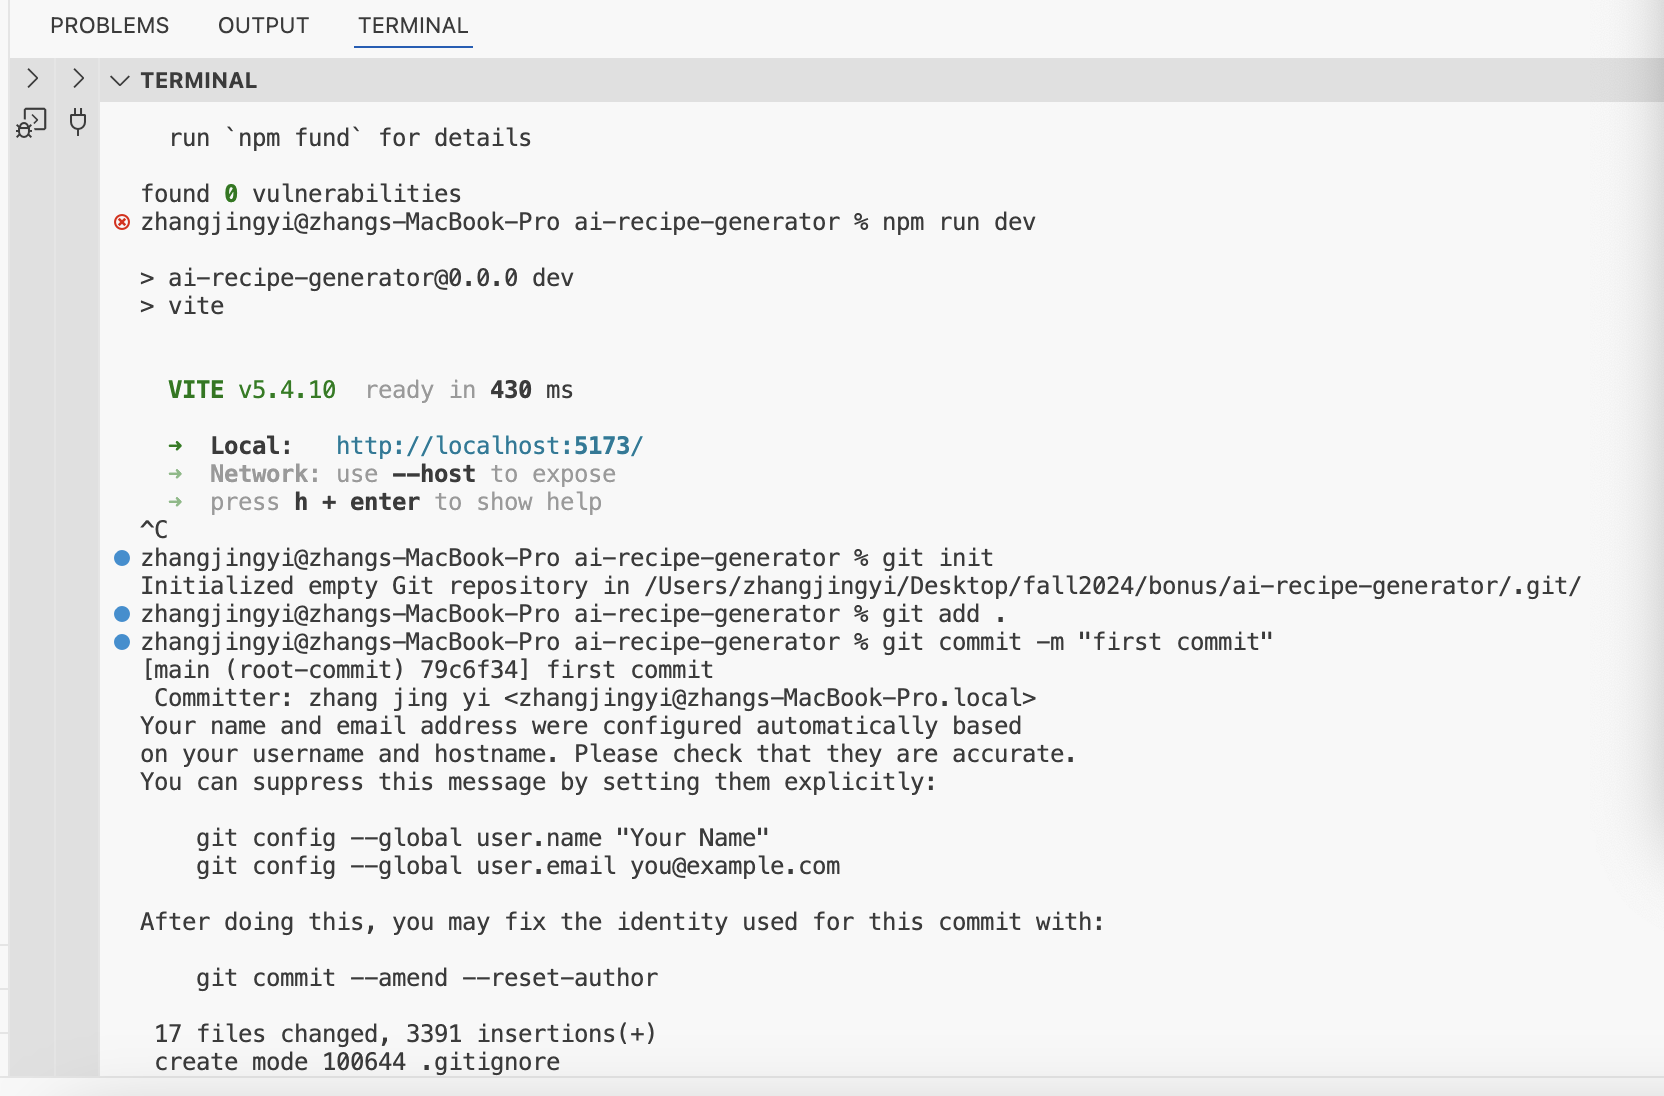 PROBLEMS OUTPUT TERMINAL
TERMINAL
run `npm fund` for details
found 0 vulnerabilities
zhangjingyi@zhangs-MacBook-Pro ai-recipe-generator % npm run dev
> ai-recipe-generator@0.0.0 dev
> vite
VITE v5.4.10 ready in 430 ms
➜ Local: http://localhost:5173/
➜ Network: use --host to expose
➜ press h + enter to show help
^C
zhangjingyi@zhangs-MacBook-Pro ai-recipe-generator % git init
Initialized empty Git repository in /Users/zhangjingyi/Desktop/fall2024/bonus/ai-recipe-generator/.git/
zhangjingyi@zhangs-MacBook-Pro ai-recipe-generator % git add .
zhangjingyi@zhangs-MacBook-Pro ai-recipe-generator % git commit -m "first commit"
[main (root-commit) 79c6f34] first commit
Committer: zhang jing yi <zhangjingyi@zhangs-MacBook-Pro.local>
Your name and email address were configured automatically based
on your username and hostname. Please check that they are accurate.
You can suppress this message by setting them explicitly:
git config --global user.name "Your Name"
git config --global user.email you@example.com
After doing this, you may fix the identity used for this commit with:
git commit --amend --reset-author
17 files changed, 3391 insertions(+)
create mode 100644 .gitignore